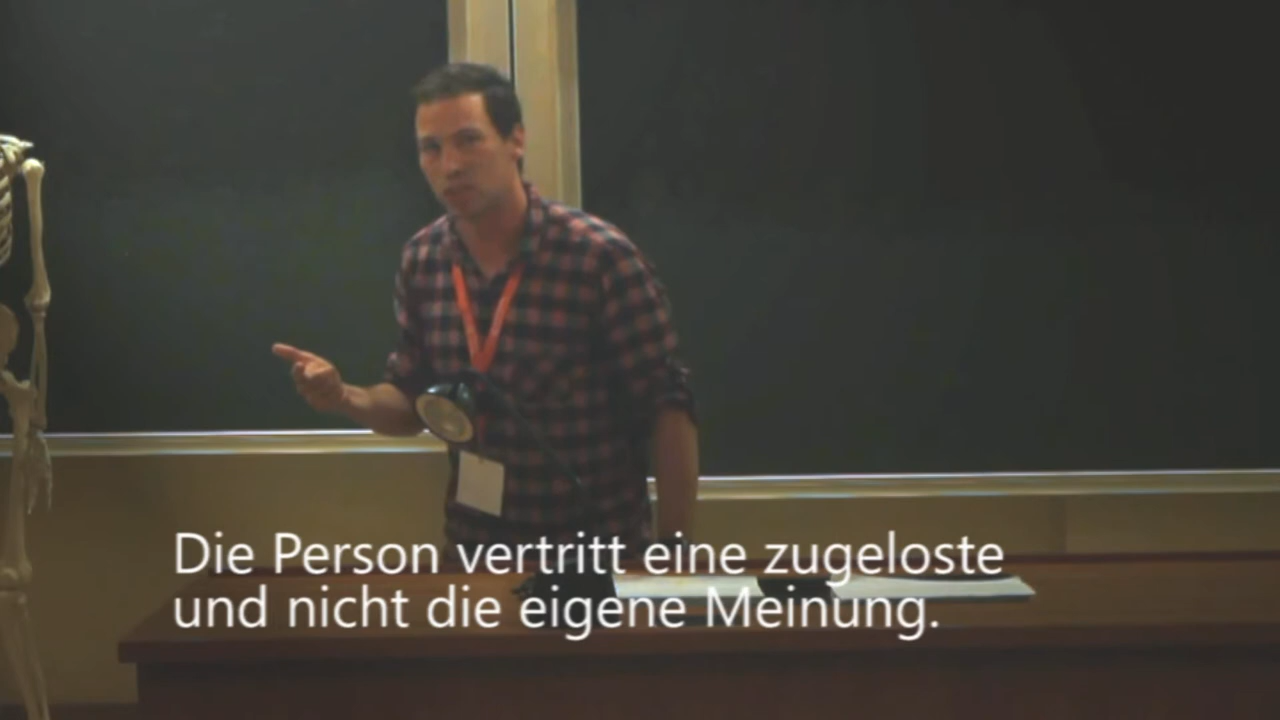 Die Person vertritt eine zugeloste
und nicht die eigene Meinung.